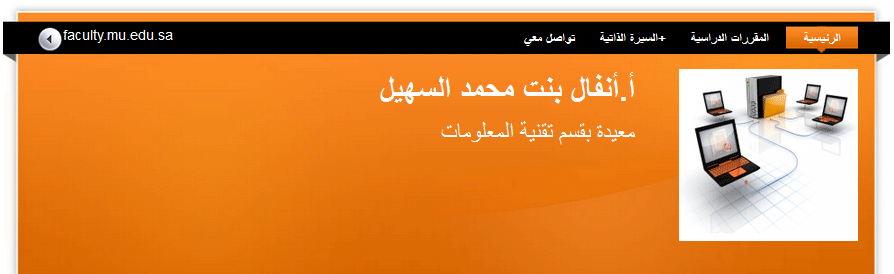 الرئيسية المقررات الدراسية +السيرة الذاتية تواصل معي faculty.mu.edu.sa
أ.أنفال بنت محمد السهيل
معيدة بقسم تقنية المعلومات